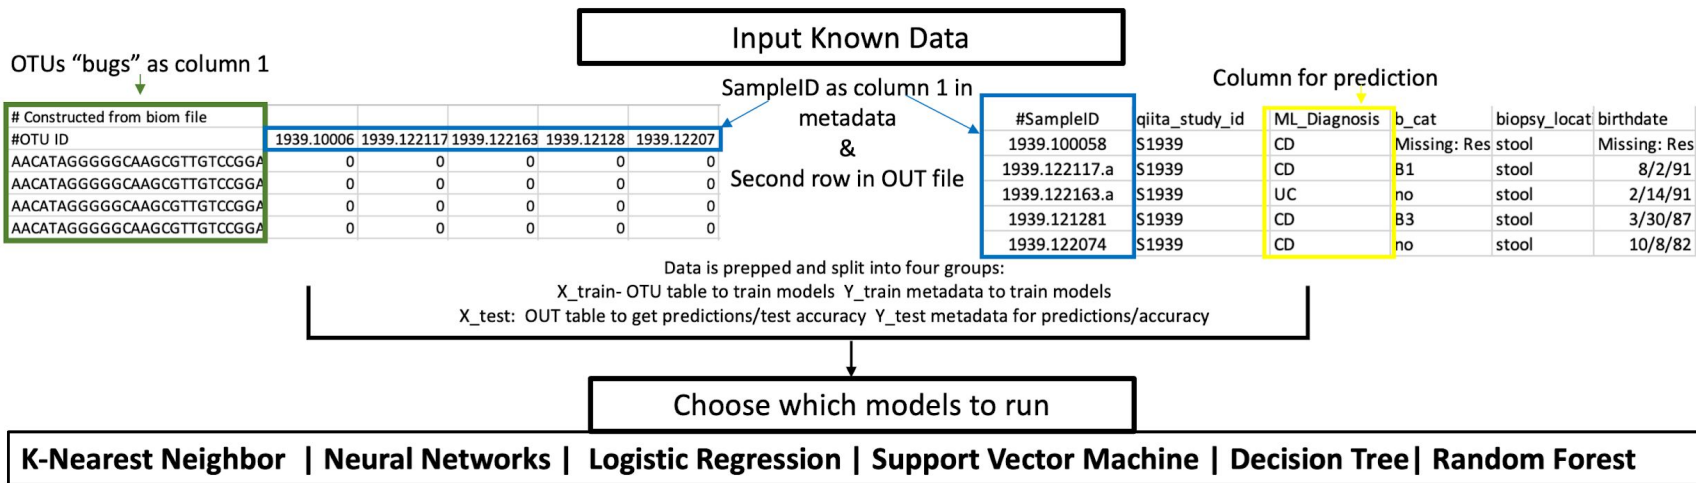 Input Known Data
OTUs “bugs” as column 1
# Constructed from biom file
#OTU ID 1939.10006 1939.122117 1939.122163 1939.12128 1939.12207
AACATAGGGGGCAAGCGTTGTCCGGA 0 0 0 0 0
AACATAGGGGGCAAGCGTTGTCCGGA 0 0 0 0 0
AACATAGGGGGCAAGCGTTGTCCGGA 0 0 0 0 0
AACATAGGGGGCAAGCGTTGTCCGGA 0 0 0 0 0
SampleID as column 1 in
metadata
&
Second row in OUT file
Column for prediction
#SampleID qiita_study_id ML_Diagnosis b_cat biopsy_locat birthdate
1939.100058 S1939 CD Missing: Res stool Missing: Res
1939.122117.a S1939 CD B1 stool 8/2/91
1939.122163.a S1939 UC no stool 2/14/91
1939.121281 S1939 CD B3 stool 3/30/87
1939.122074 S1939 CD no stool 10/8/82
Data is prepped and split into four groups:
X_train- OTU table to train models Y_train metadata to train models
X_test: OUT table to get predictions/test accuracy Y_test metadata for predictions/accuracy
Choose which models to run
K-Nearest Neighbor | Neural Networks | Logistic Regression | Support Vector Machine | Decision Tree| Random Forest